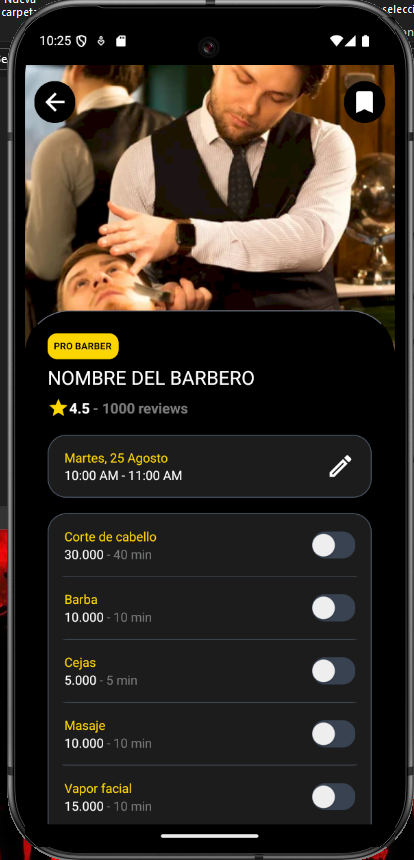 Nueva
carpeta
selecci
10:25
PRO BARBER
NOMBRE DEL BARBERO
4.5 - 1000 reviews
Martes, 25 Agosto
10:00 AM - 11:00 AM
Corte de cabello
30.000 - 40 min
Barba
10.000 - 10 min
Cejas
5.000 - 5 min
Masaje
10.000 - 10 min
Vapor facial
15.000 - 10 min